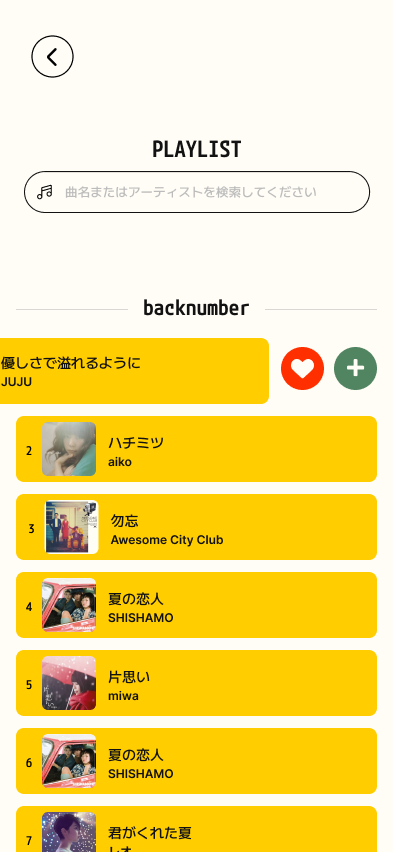 PLAYLIST
曲名またはアーティストを検索してください
backnumber
優しさで溢れるように
JUJU
2
ハチミツ
aiko
3
勿忘
Awesome City Club
4
夏の恋人
SHISHAMO
5
片思い
miwa
6
夏の恋人
SHISHAMO
7
君がくれた夏